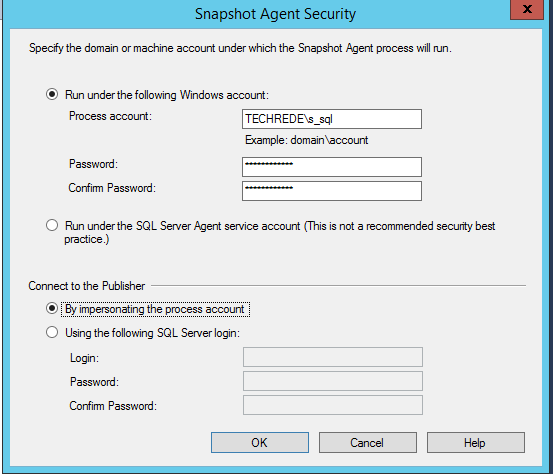 Snapshot Agent Security
x
Specify the domain or machine account under which the Snapshot Agent process will run.
Run under the following Windows account:
Process account:
TECHREDE\s_sql
Example: domain\account
Password:
************
Confirm Password:
************
Run under the SQL Server Agent service account (This is not a recommended security best
practice.)
Connect to the Publisher
By impersonating the process account
Using the following SQL Server login:
Login:
Password:
Confirm Password:
OK
Cancel
Help